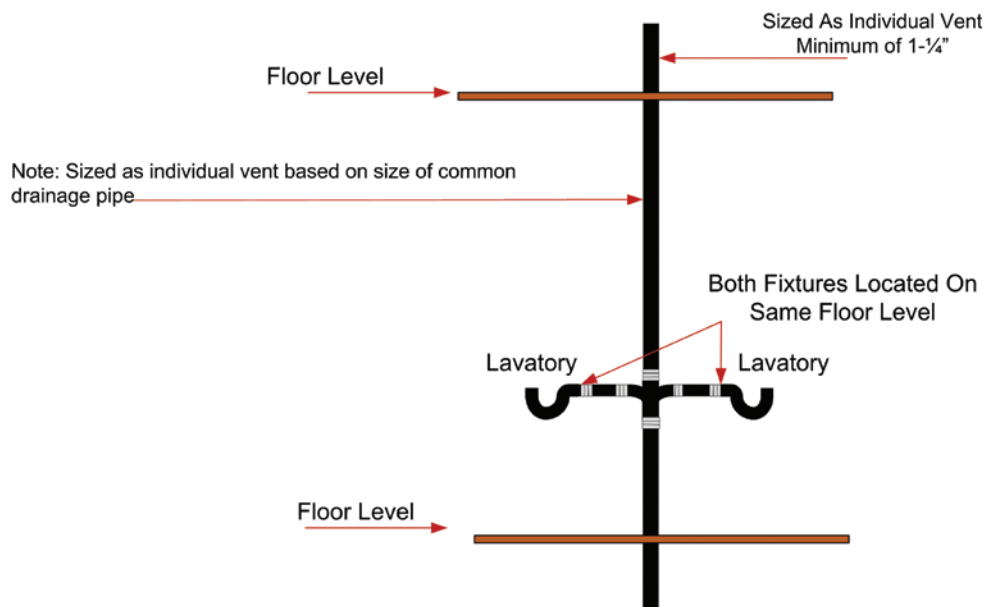 Sized As Individual Vent
Minimum of 1-¼”
Floor Level
Note: Sized as individual vent based on size of common
drainage pipe
Both Fixtures Located On
Same Floor Level
Lavatory
Lavatory
Floor Level